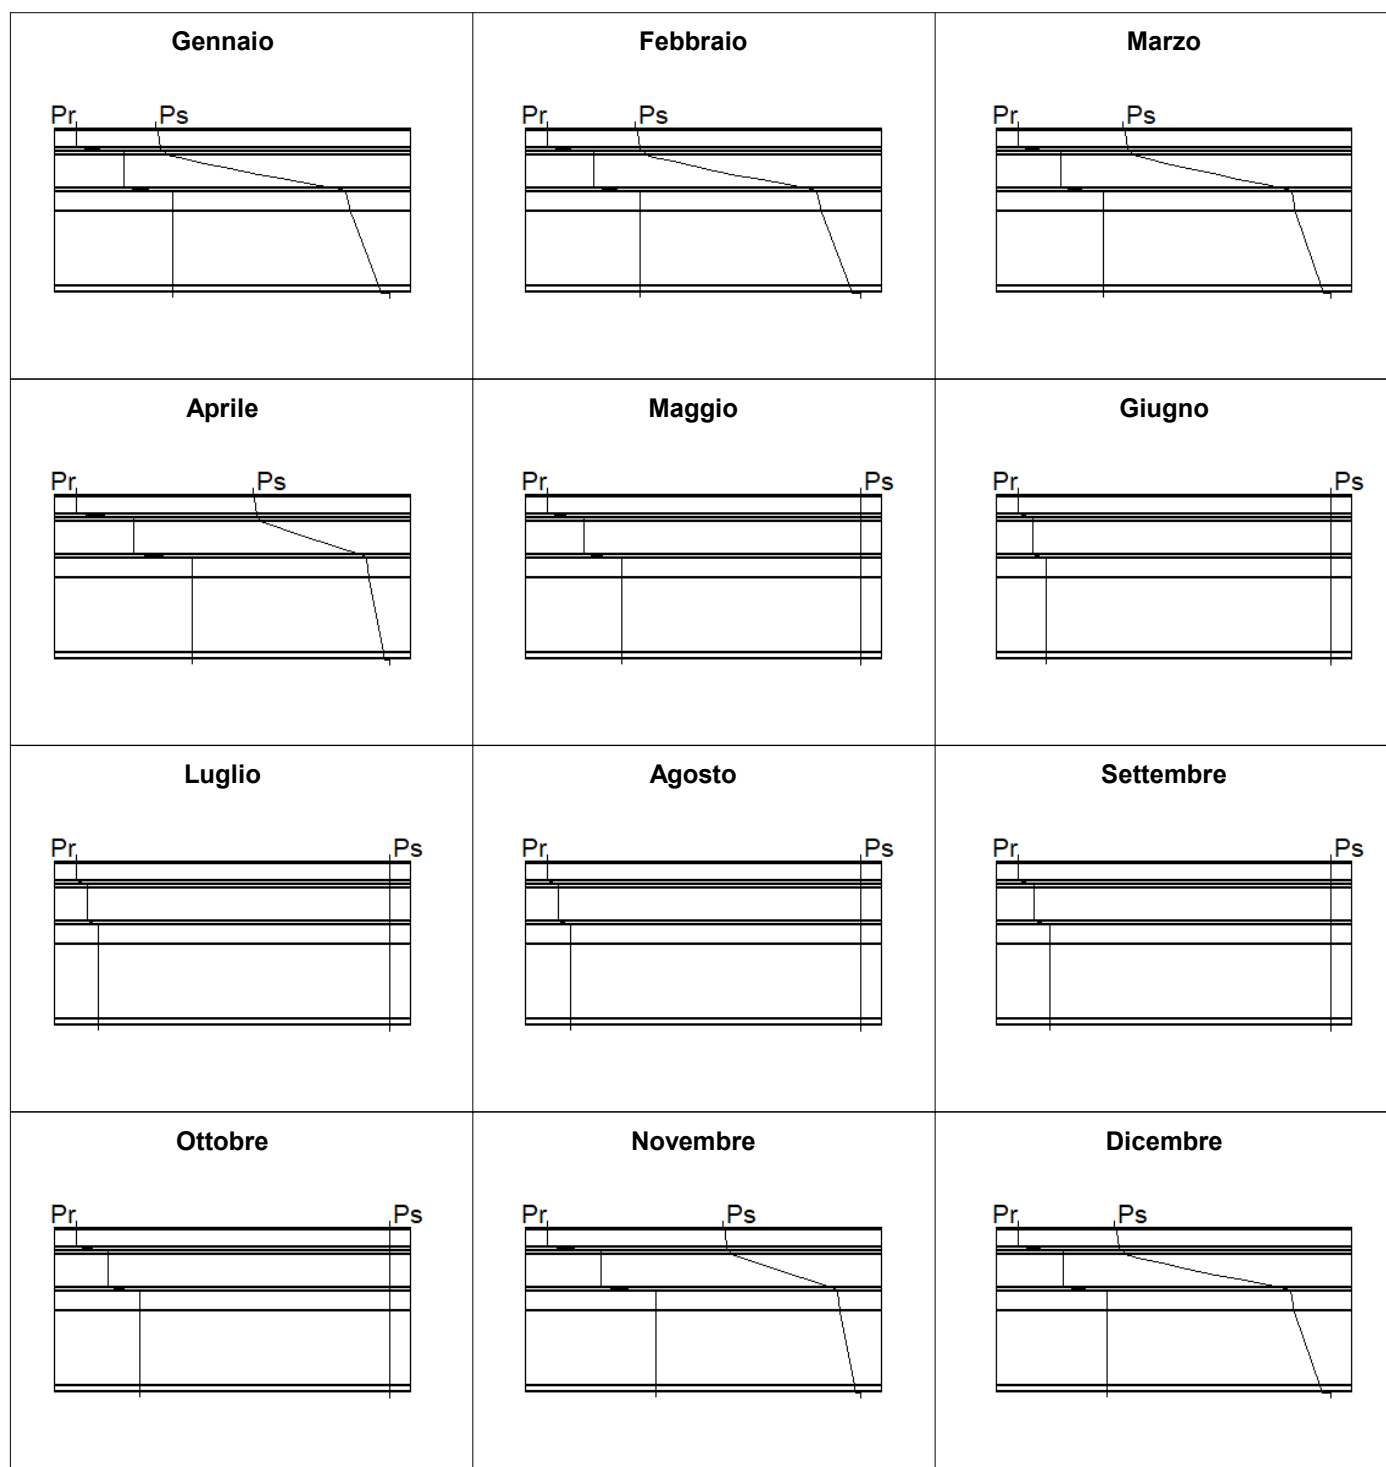 Gennaio
Febbraio
Marzo
Pr Ps
Pr Ps
Pr Ps
Aprile
Maggio
Giugno
Pr Ps
Pr Ps
Pr Ps
Luglio
Agosto
Settembre
Pr Ps
Pr Ps
Pr Ps
Ottobre
Novembre
Dicembre
Pr Ps
Pr Ps
Pr Ps